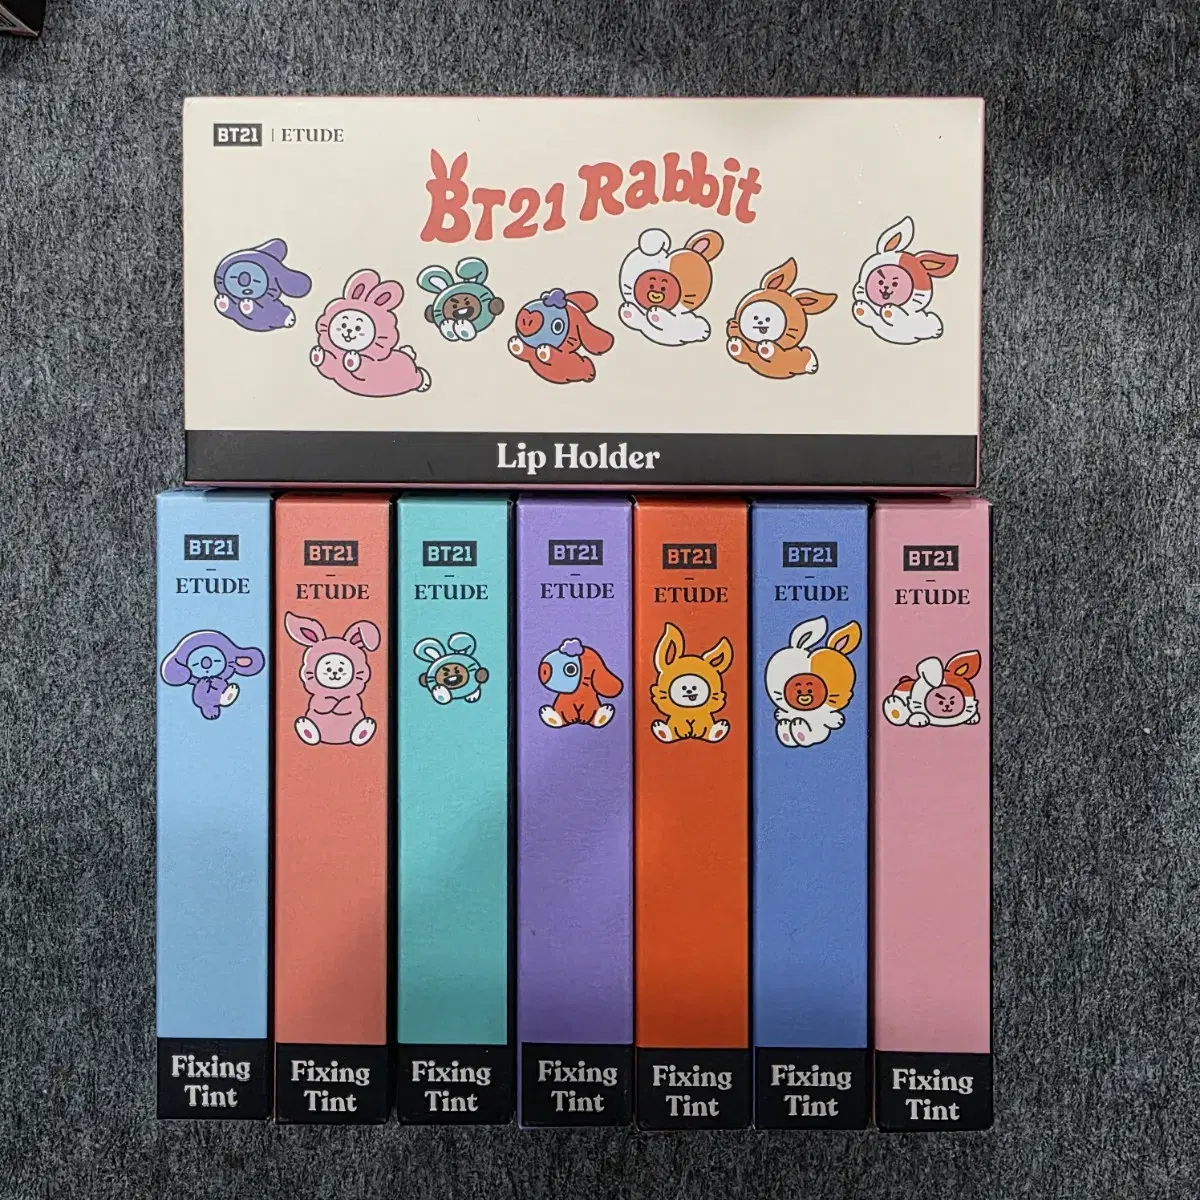 BT21 | ETUDE
BT21 Rabbit
Lip Holder
BT21
ETUDE
BT21
ETUDE
BT21
ETUDE
BT21
ETUDE
BT21
ETUDE
BT21
ETUDE
BT21
ETUDE
Fixing
Tint
Fixing
Tint
Fixing
Tint
Fixing
Tint
Fixing
Tint
Fixing
Tint
Fixing
Tint